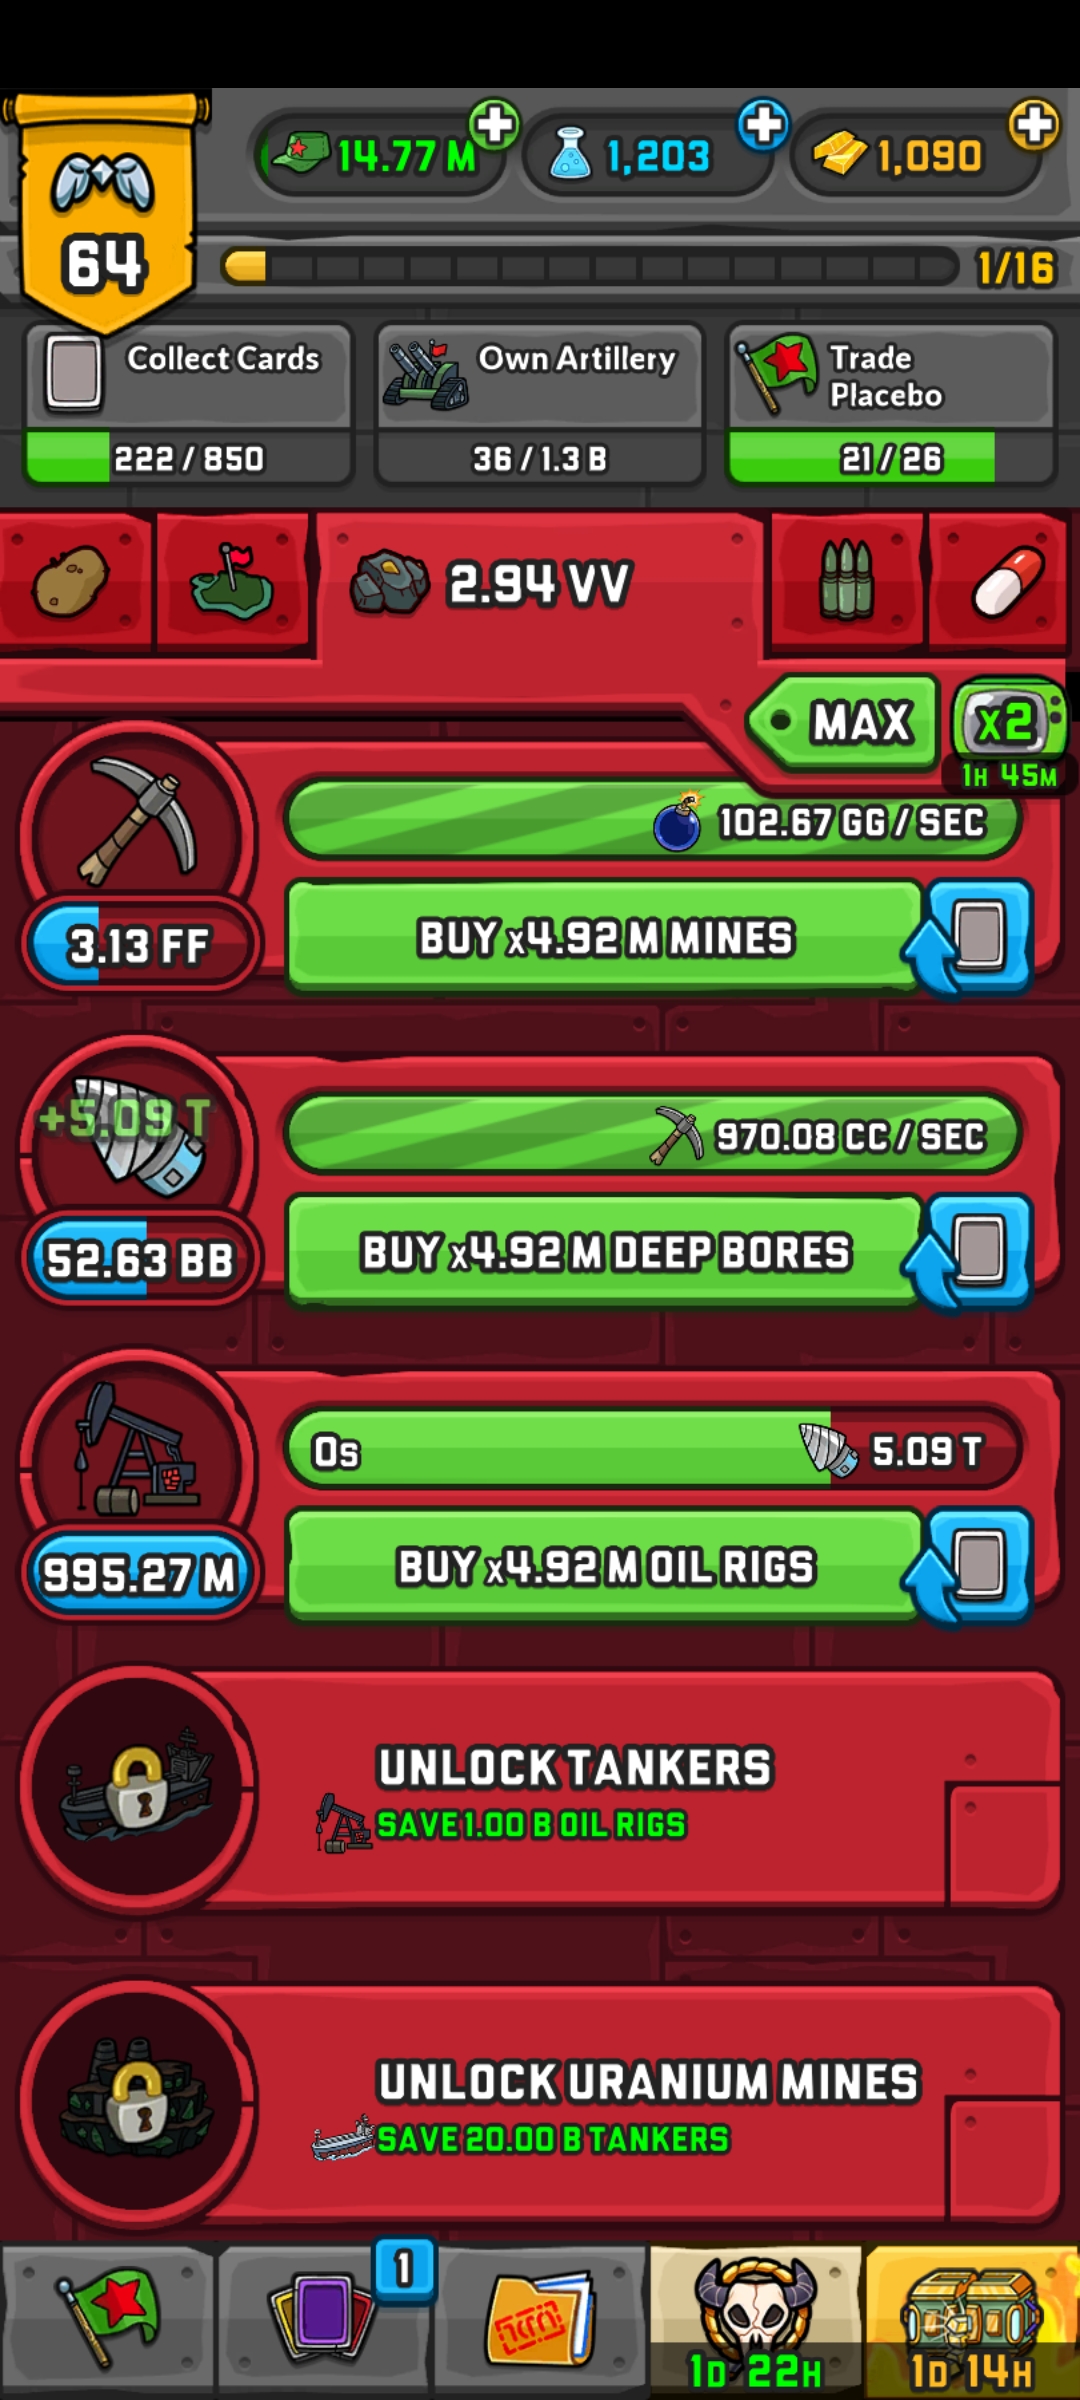 14.77 M
1,203
1,090
64
1/16
Collect Cards
222 / 850
Own Artillery
36 / 1.3 B
Trade
Placebo
21 / 26
2.94 VV
MAX
x2
1H 45M
102.67 GG / SEC
3.13 FF
BUY x4.92 M MINES
+5.09 T
970.08 CC / SEC
52.63 BB
BUY x4.92 M DEEP BORES
0s
5.09 T
995.27 M
BUY x4.92 M OIL RIGS
UNLOCK TANKERS
SAVE 1.00 B OIL RIGS
UNLOCK URANIUM MINES
SAVE 20.00 B TANKERS
1
1D 22H
1D 14H